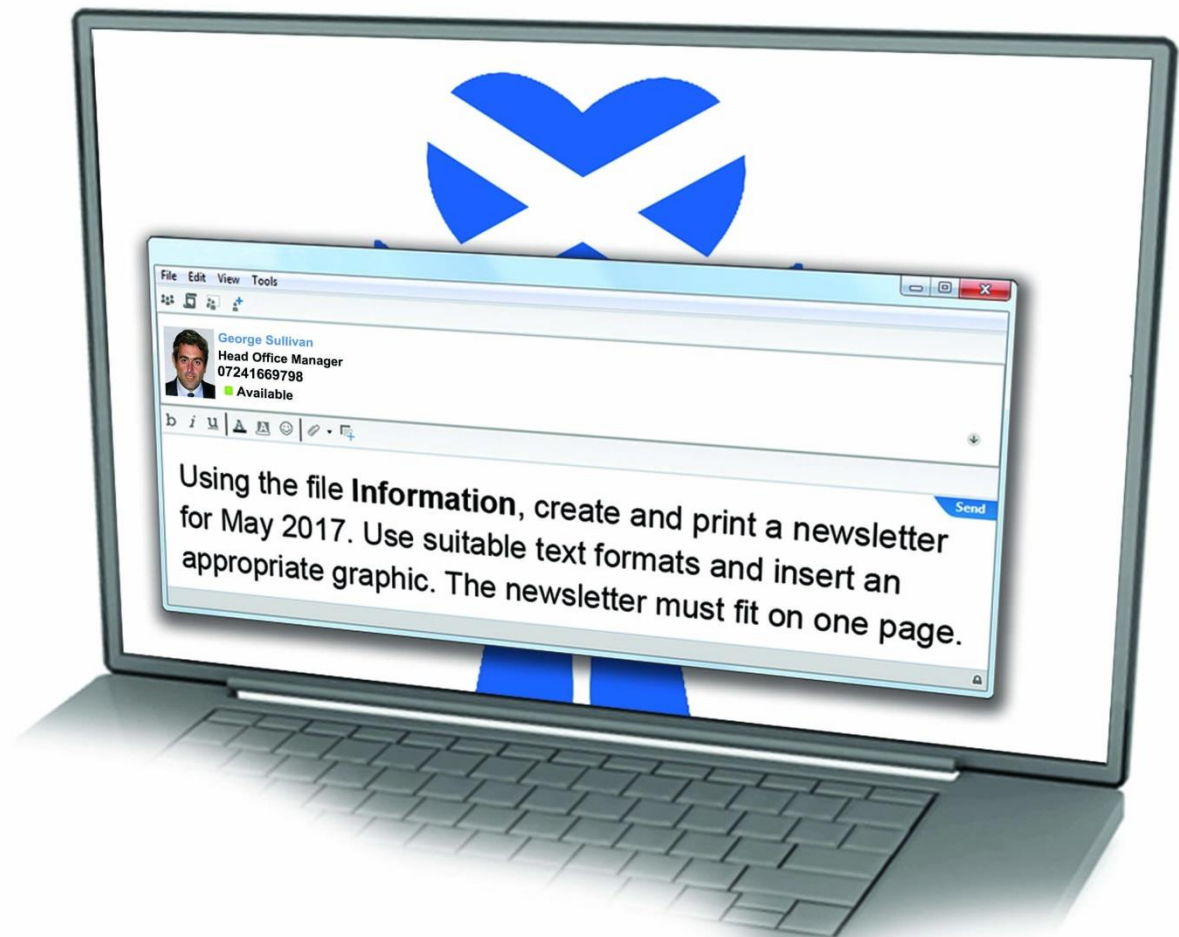 File Edit View Tools
George Sullivan
Head Office Manager
07241669798
Available
b i u A A
Send
Using the file Information, create and print a newsletter
for May 2017. Use suitable text formats and insert an
appropriate graphic. The newsletter must fit on one page.